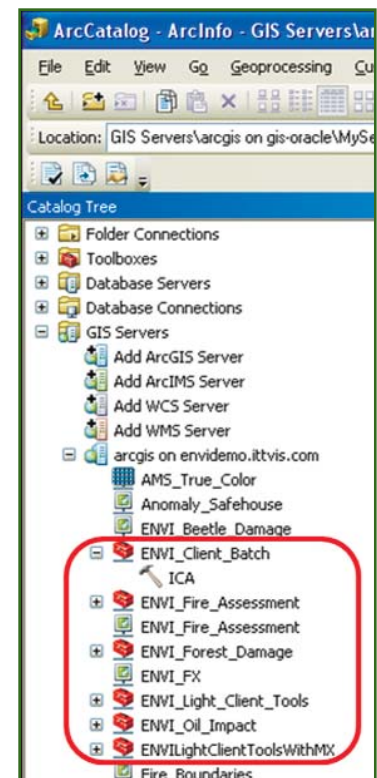 ArcCatalog - ArcInfo - GIS Servers\ar
File Edit View Go Geoprocessing Cu
Location: GIS Servers\arcgis on gis-oracle\MySe
Catalog Tree
Folder Connections
Toolboxes
Database Servers
Database Connections
GIS Servers
Add ArcGIS Server
Add ArcIMS Server
Add WCS Server
Add WMS Server
arcgis on envidemo.ittvis.com
AMS_True_Color
Anomaly_Safehouse
ENVI_Beetle_Damage
ENVI_Client_Batch
ICA
ENVI_Fire_Assessment
ENVI_Fire_Assessment
ENVI_Forest_Damage
ENVI_FX
ENVI_Light_Client_Tools
ENVI_Oil_Impact
ENVILightClientToolsWithMX
Fire_Boundaries